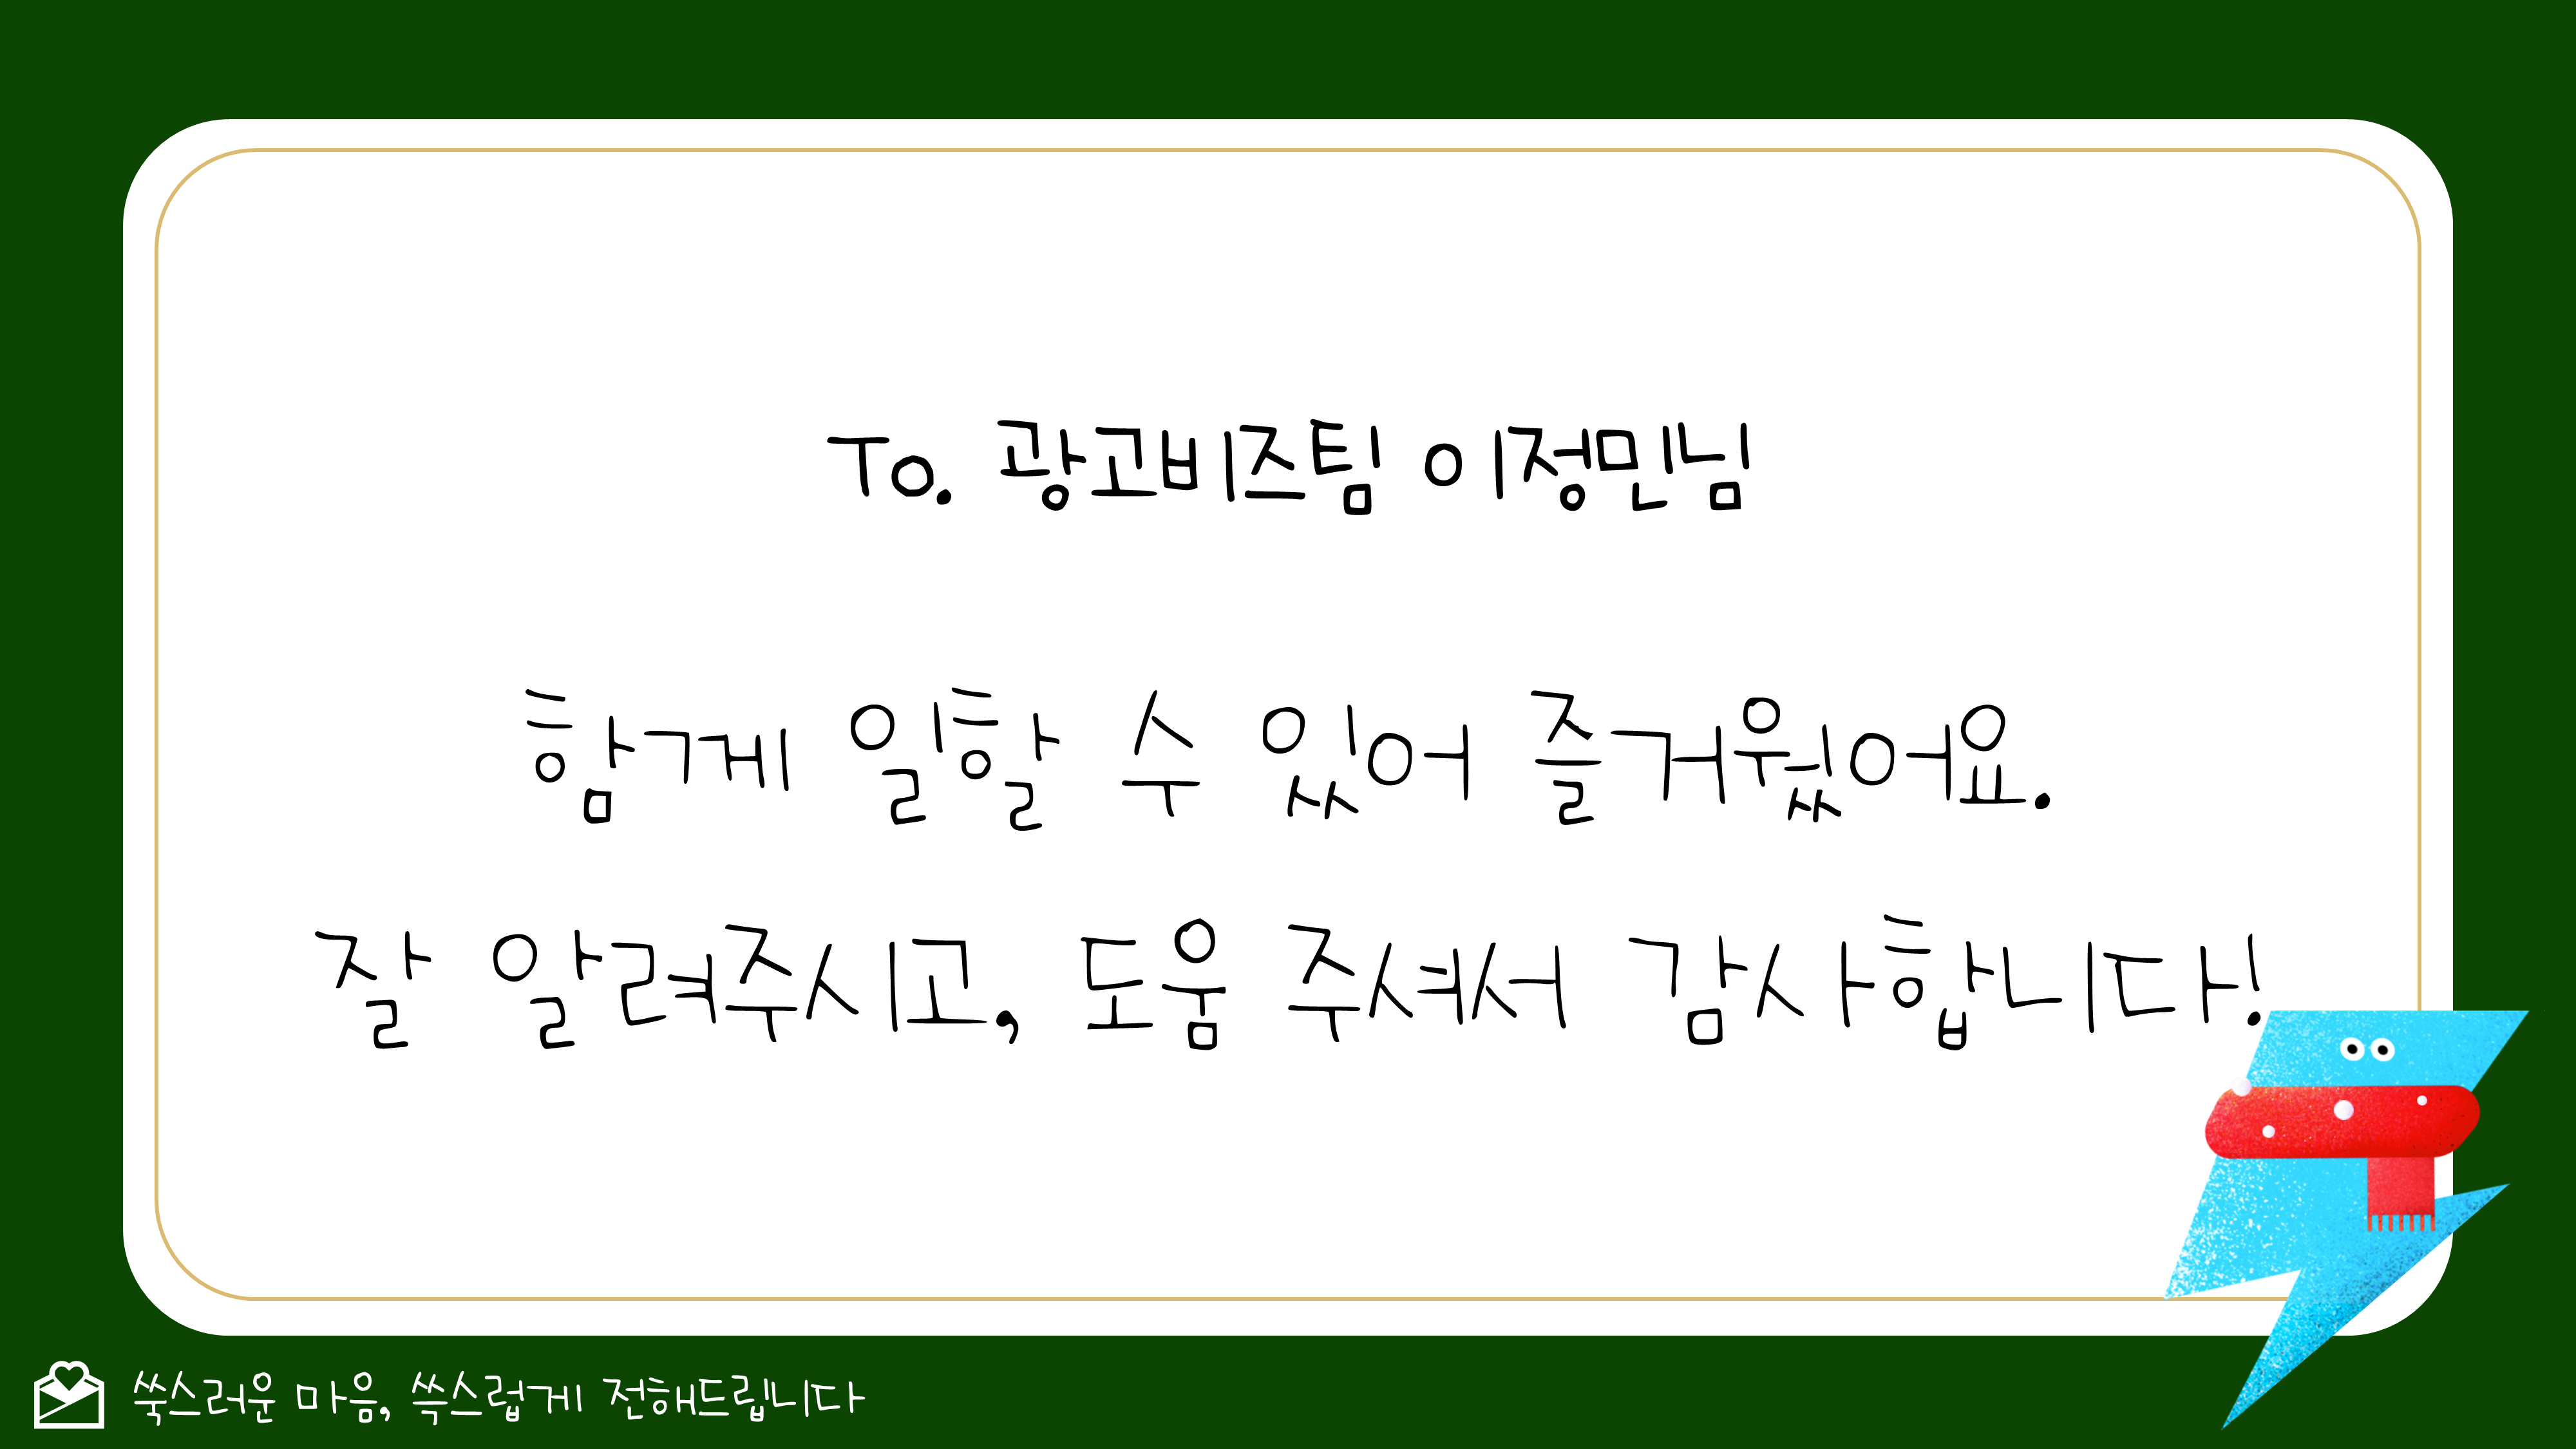 To. 광고비즈팀 이정민님
함게 일할 수 있어 즐거웠어요.
잘 알려주시고, 도움 주셔서 감사합니다!
쑥스러운 마음, 쓱스럽게 전해드립니다